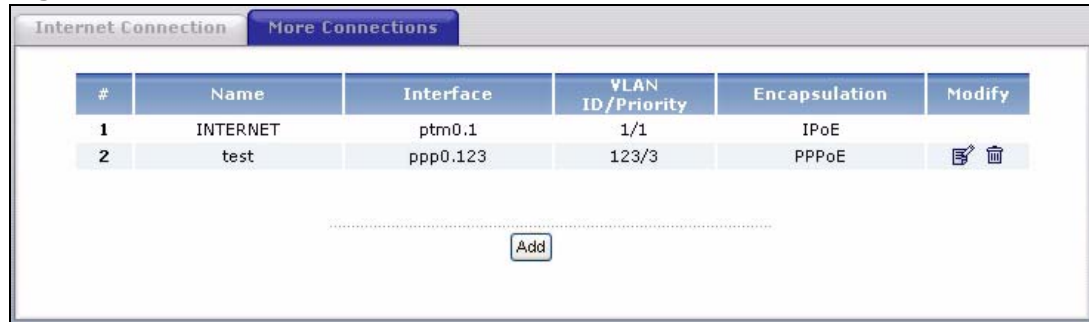 Internet Connection More Connections
# Name Interface VLAN ID/Priority Encapsulation Modify
1 INTERNET ptm0.1 1/1 IPoE
2 test ppp0.123 123/3 PPPoE
Add